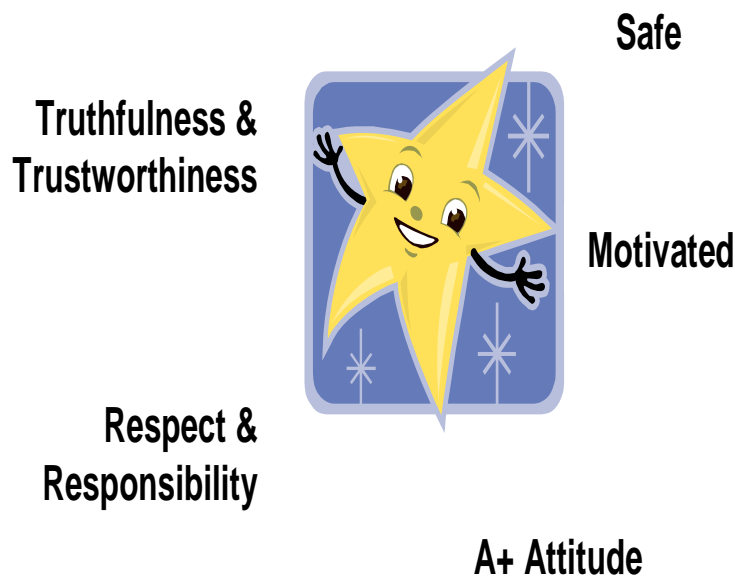 Safe
Truthfulness &
Trustworthiness
Motivated
Respect &
Responsibility
A+ Attitude